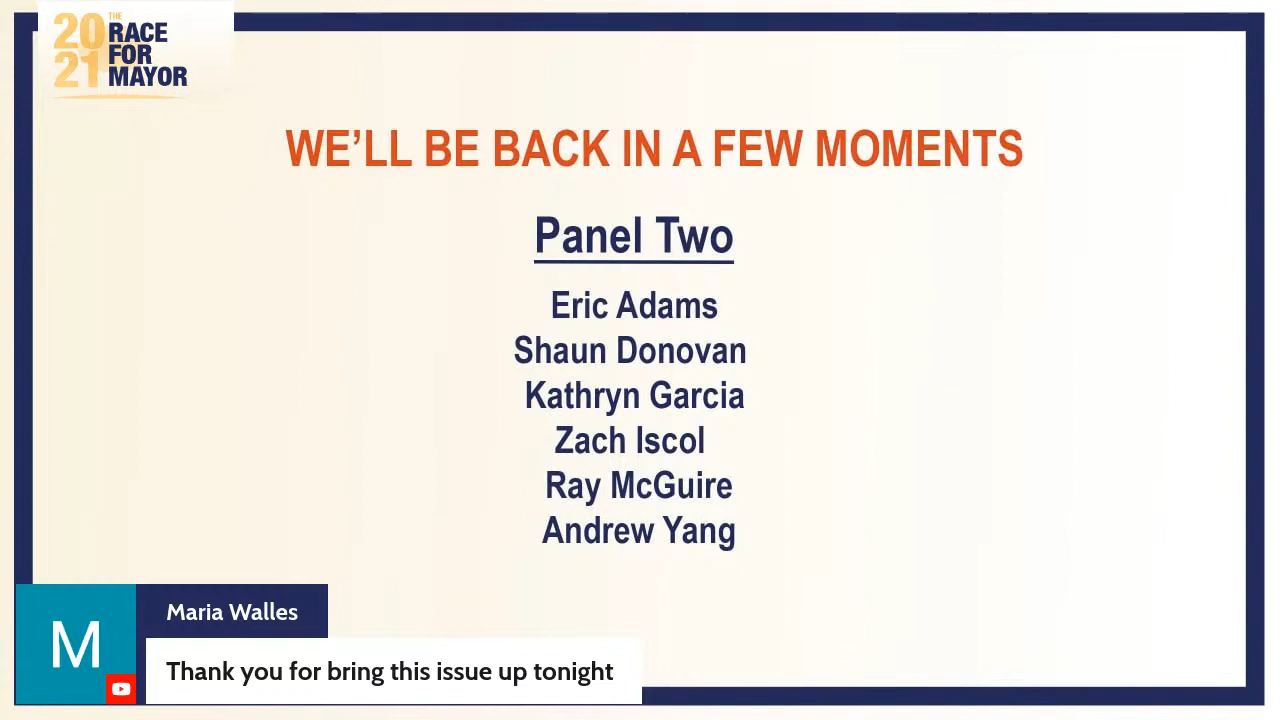 THE
20 RACE
FOR
21 MAYOR
WE’LL BE BACK IN A FEW MOMENTS
Panel Two
Eric Adams
Shaun Donovan
Kathryn Garcia
Zach Iscol
Ray McGuire
Andrew Yang
M
Maria Walles
Thank you for bring this issue up tonight